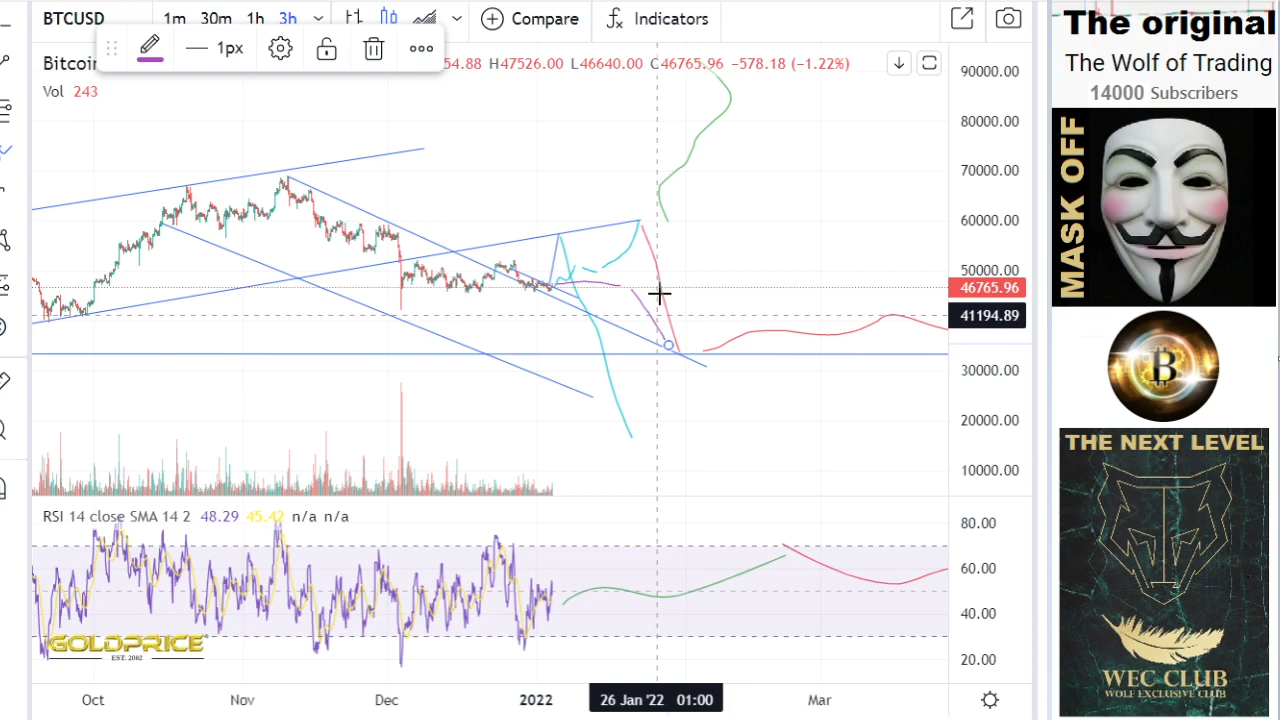 BTCUSD 1m 30m 1h 3h Compare Indicators
1px
Bitcoin 54.88 H47526.00 L46640.00 C46765.96 −578.18 (−1.22%)
Vol 243
90000.00
80000.00
70000.00
60000.00
50000.00
46765.96
41194.89
30000.00
20000.00
10000.00
RSI 14 close SMA 14 2 48.29 45.42 n/a n/a
80.00
60.00
40.00
20.00
GOLDPRICE
EST. 2002
Oct Nov Dec 2022 26 Jan '22 01:00 Mar
The original
The Wolf of Trading
14000 Subscribers
MASK OFF
THE NEXT LEVEL
WEC CLUB
WOLF EXCLUSIVE CLUB